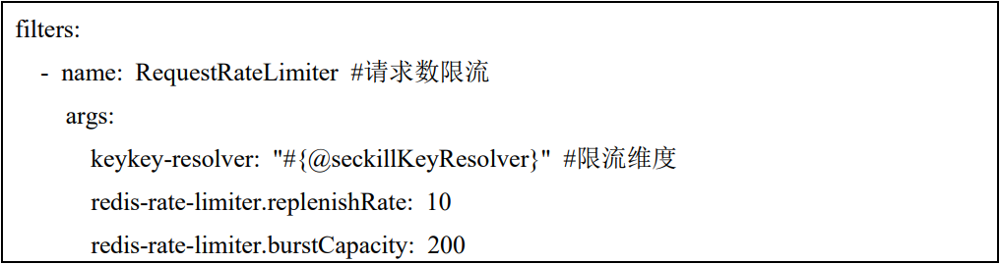 filters:
- name: RequestRateLimiter #请求数限流
args:
keykey-resolver: "#{@seckillKeyResolver}" #限流维度
redis-rate-limiter.replenishRate: 10
redis-rate-limiter.burstCapacity: 200